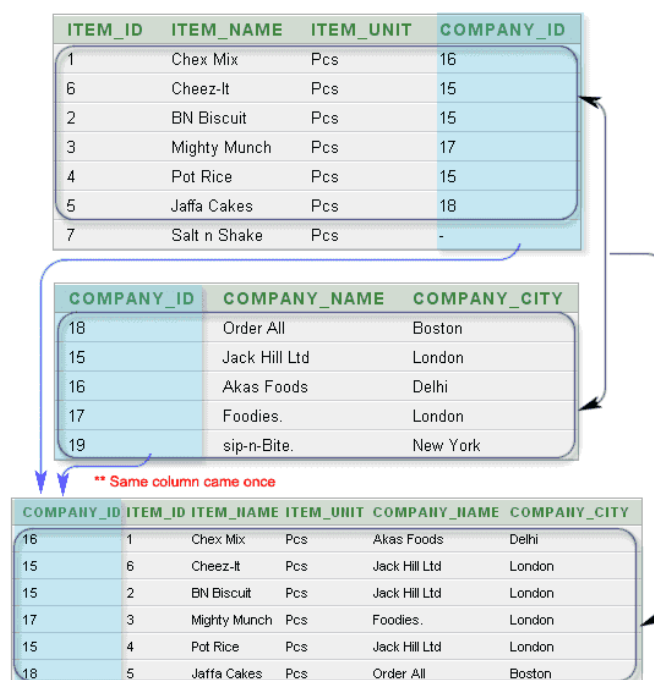 ITEM_ID ITEM_NAME ITEM_UNIT COMPANY_ID
1 Chex Mix Pcs 16
6 Cheez-It Pcs 15
2 BN Biscuit Pcs 15
3 Mighty Munch Pcs 17
4 Pot Rice Pcs 15
5 Jaffa Cakes Pcs 18
7 Salt n Shake Pcs -
COMPANY_ID COMPANY_NAME COMPANY_CITY
18 Order All Boston
15 Jack Hill Ltd London
16 Akas Foods Delhi
17 Foodies. London
19 sip-n-Bite. New York
** Same column came once
COMPANY_ID ITEM_ID ITEM_NAME ITEM_UNIT COMPANY_NAME COMPANY_CITY
16 1 Chex Mix Pcs Akas Foods Delhi
15 6 Cheez-It Pcs Jack Hill Ltd London
15 2 BN Biscuit Pcs Jack Hill Ltd London
17 3 Mighty Munch Pcs Foodies. London
15 4 Pot Rice Pcs Jack Hill Ltd London
18 5 Jaffa Cakes Pcs Order All Boston